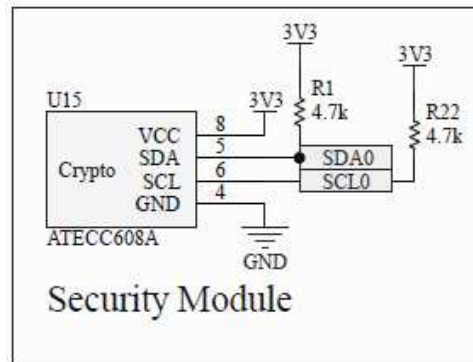 3V3
3V3
R1
4.7k
R22
4.7k
U15
3V3
VCC 8
SDA 5
SCL 6
GND 4
Crypto
SDA0
SCL0
ATECC608A
GND
Security Module